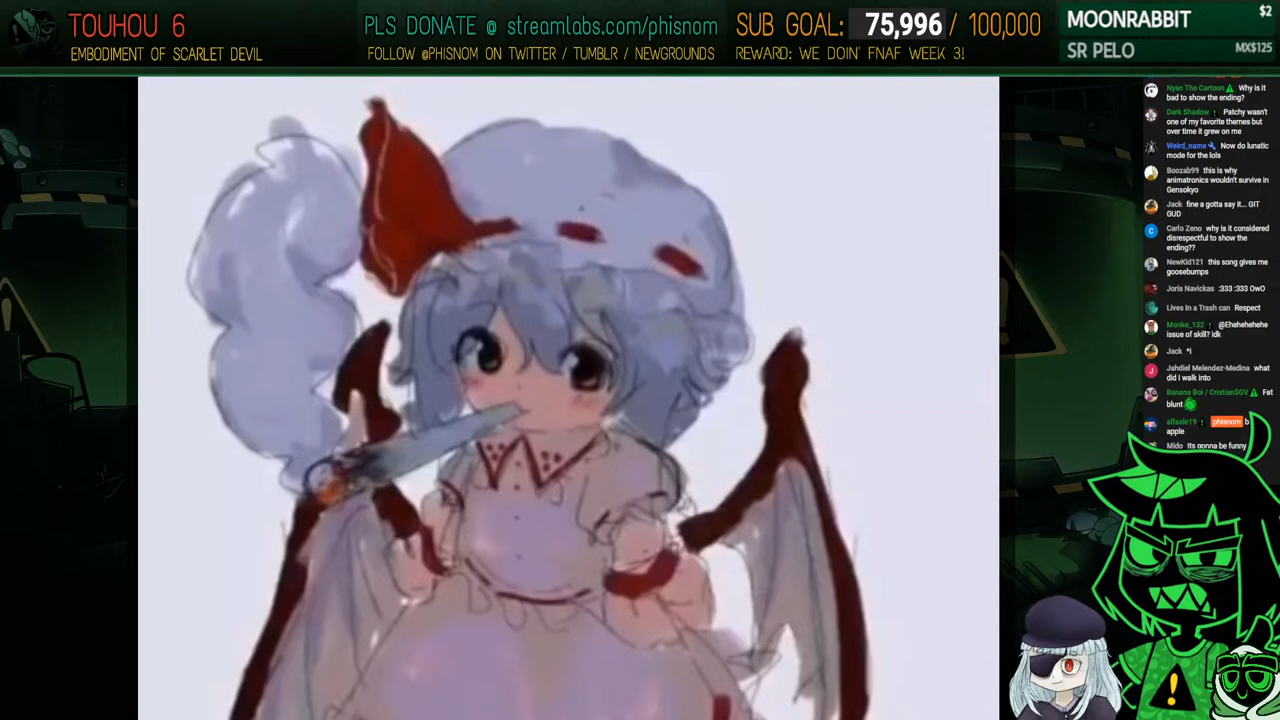 TOUHOU 6
EMBODIMENT OF SCARLET DEVIL
PLS DONATE @ streamlabs.com/phisnom
FOLLOW @PHISNOM ON TWITTER / TUMBLR / NEWGROUNDS
SUB GOAL: 75,996 / 100,000
REWARD: WE DOIN' FNAF WEEK 3!
MOONRABBIT $2
SR PELO MX$125
Nyan The Cartoon Why is it
bad to show the ending?
Dark Shadow Patchy wasn't
one of my favorite themes but
over time it grew on me
Weird_name Now do lunatic
mode for the lols
Boozab99 this is why
animatronics wouldn't survive in
Gensokyo
Jack fine a gotta say it... GIT
GUD
Carlo Zeno why is it considered
disrespectful to show the
ending??
NewKid121 this song gives me
goosebumps
Joris Navickas :333 :333 OwO
Lives In a Trash can Respect
Monke_132 @Ehehehehehe
issue of skill? idk
Jack *I
Jahdiel Melendez-Medina what
did I walk into
Banana Boi / CristianSGV Fat
blunt
alfaale19 phisnom b
apple
Mido Its gonna be funny